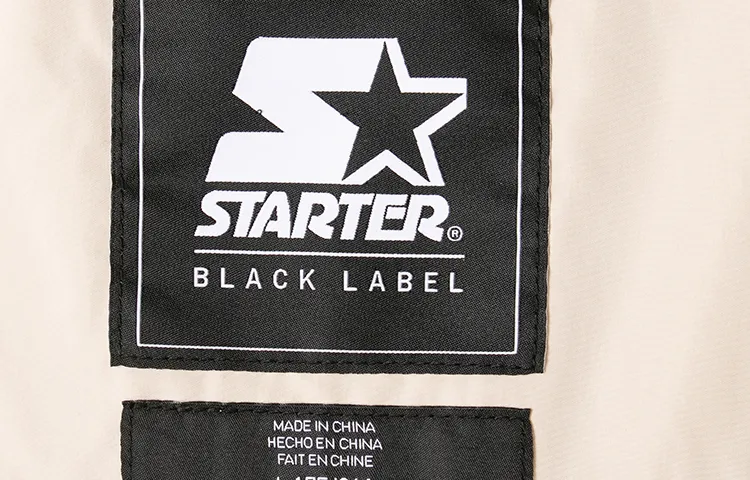 STARTER®
BLACK LABEL
MADE IN CHINA
HECHO EN CHINA
FAIT EN CHINE